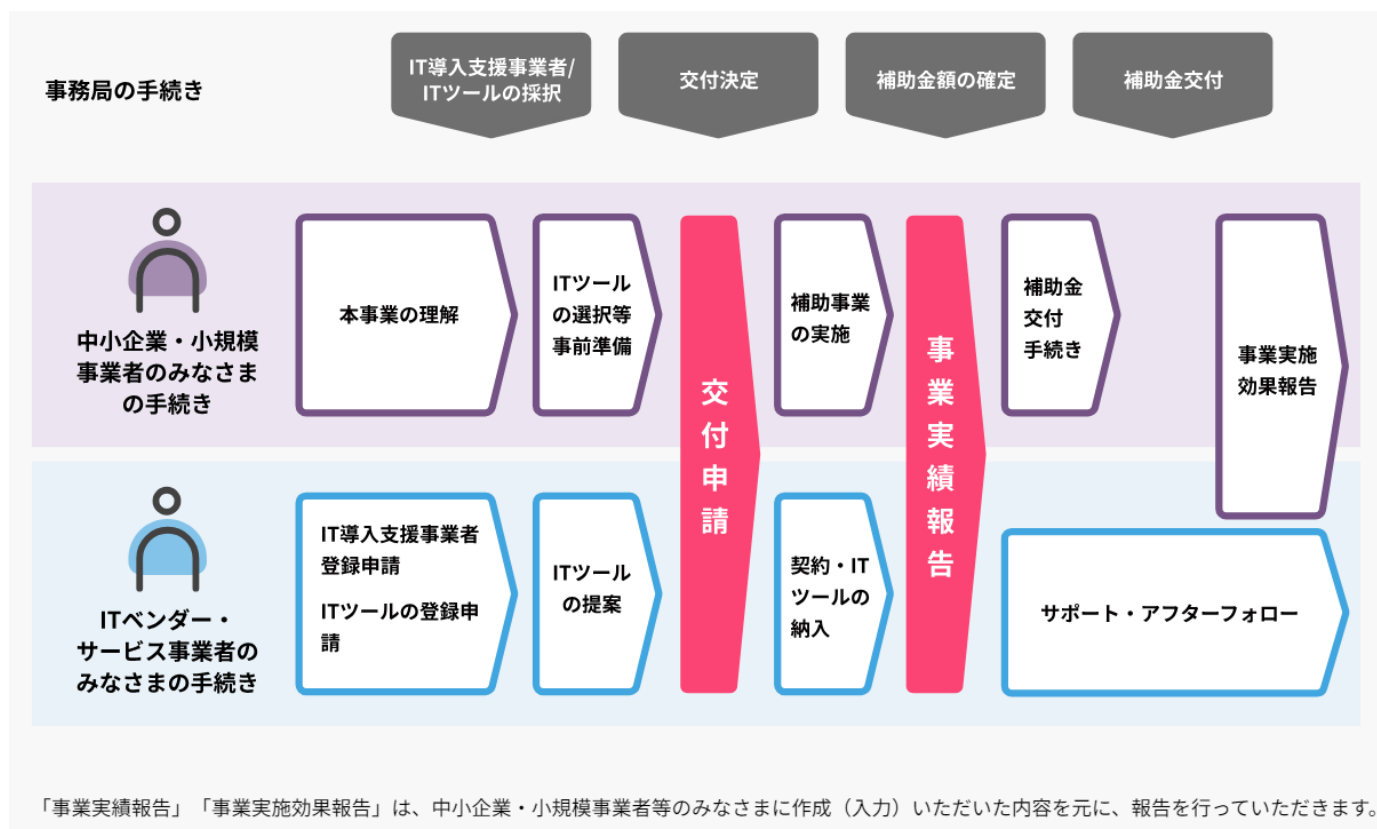 事務局の手続き
IT導入支援事業者/
ITツールの採択
交付決定
補助金額の確定
補助金交付
中小企業・小規模
事業者のみなさま
の手続き
本事業の理解
ITツール
の選択等
事前準備
交付申請
補助事業
の実施
事業実績報告
補助金
交付
手続き
事業実施
効果報告
ITベンダー・
サービス事業者の
みなさまの手続き
IT導入支援事業者
登録申請
ITツールの登録申
請
ITツール
の提案
契約・IT
ツールの
納入
サポート・アフターフォロー
「事業実績報告」「事業実施効果報告」は、中小企業・小規模事業者等のみなさまに作成（入力）いただいた内容を元に、報告を行っていただきます。